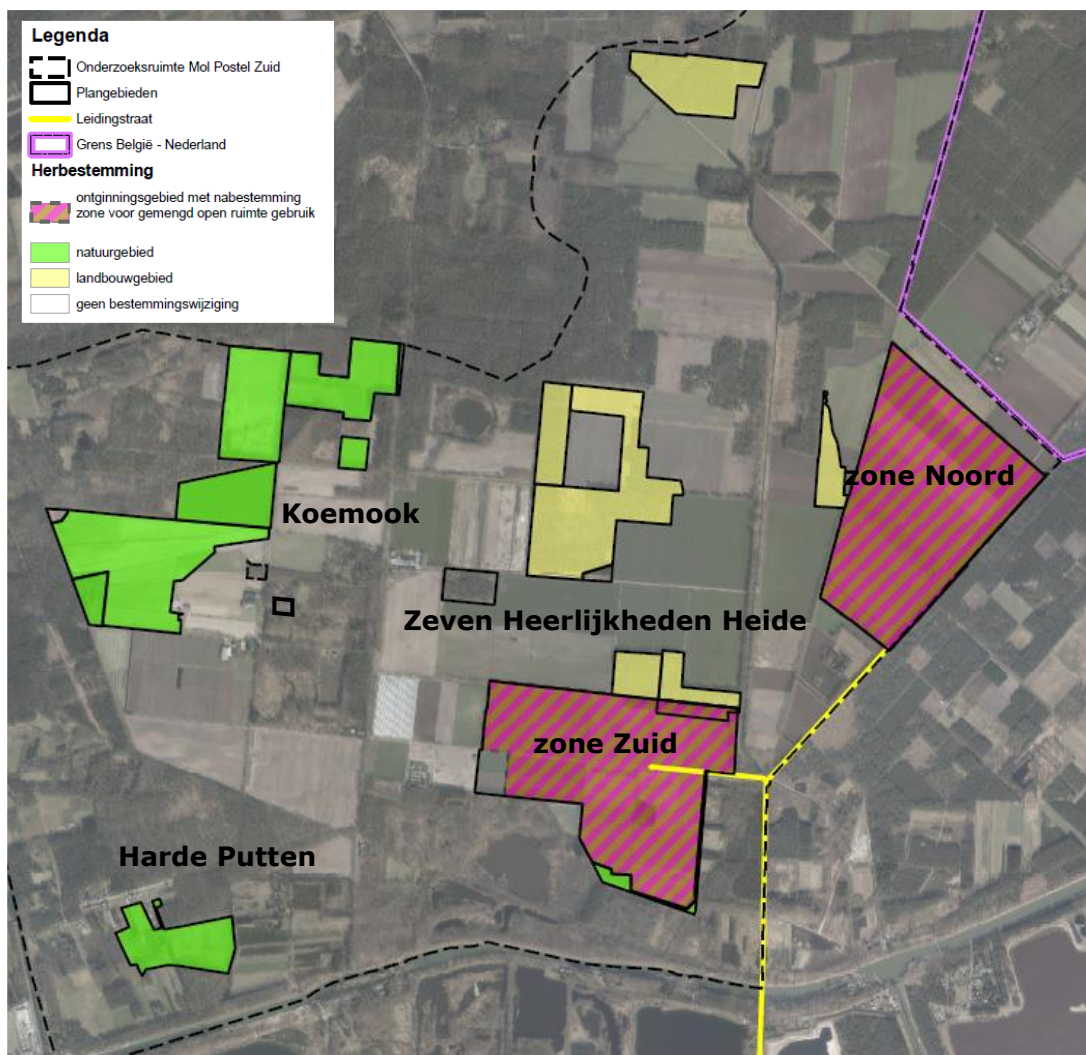 Legenda
Onderzoeksruimte Mol Postel Zuid
Plangebieden
Leidingstraat
Grens België - Nederland
Herbestemming
ontginningsgebied met nabestemming
zone voor gemengd open ruimte gebruik
natuurgebied
landbouwgebied
geen bestemmingswijziging
zone Noord
Koemook
Zeven Heerlijkheden Heide
zone Zuid
Harde Putten